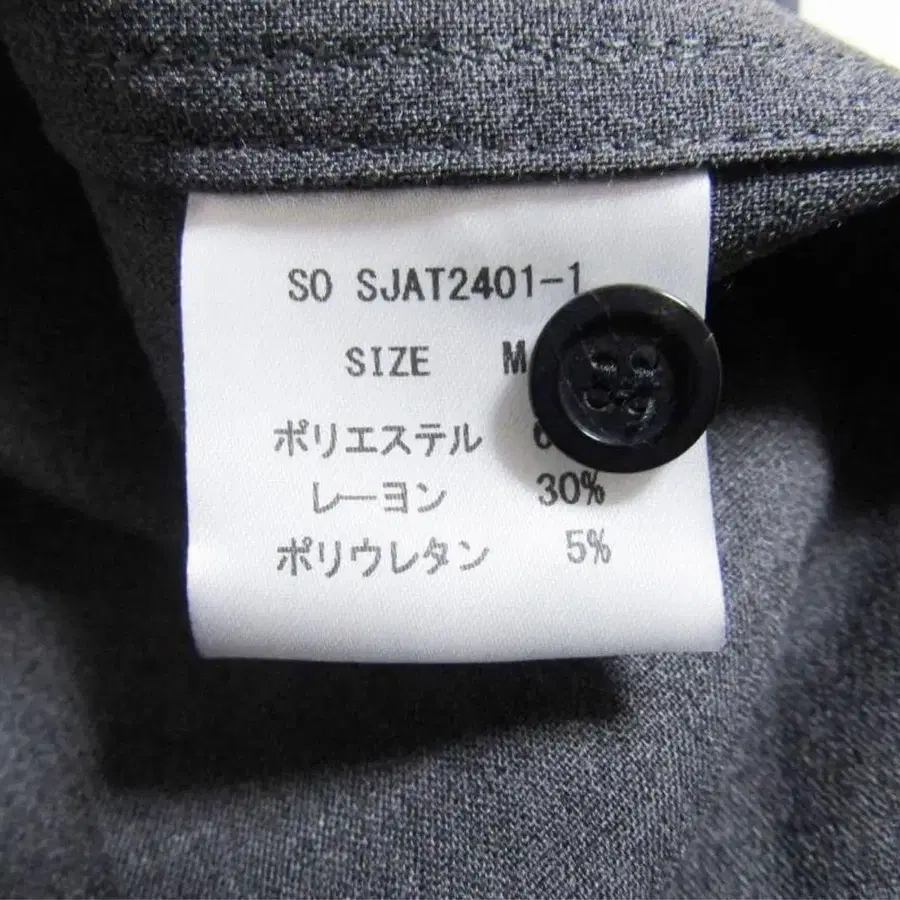 SO SJAT2401-1
SIZE M
ポリエステル
レーヨン 30%
ポリウレタン 5%